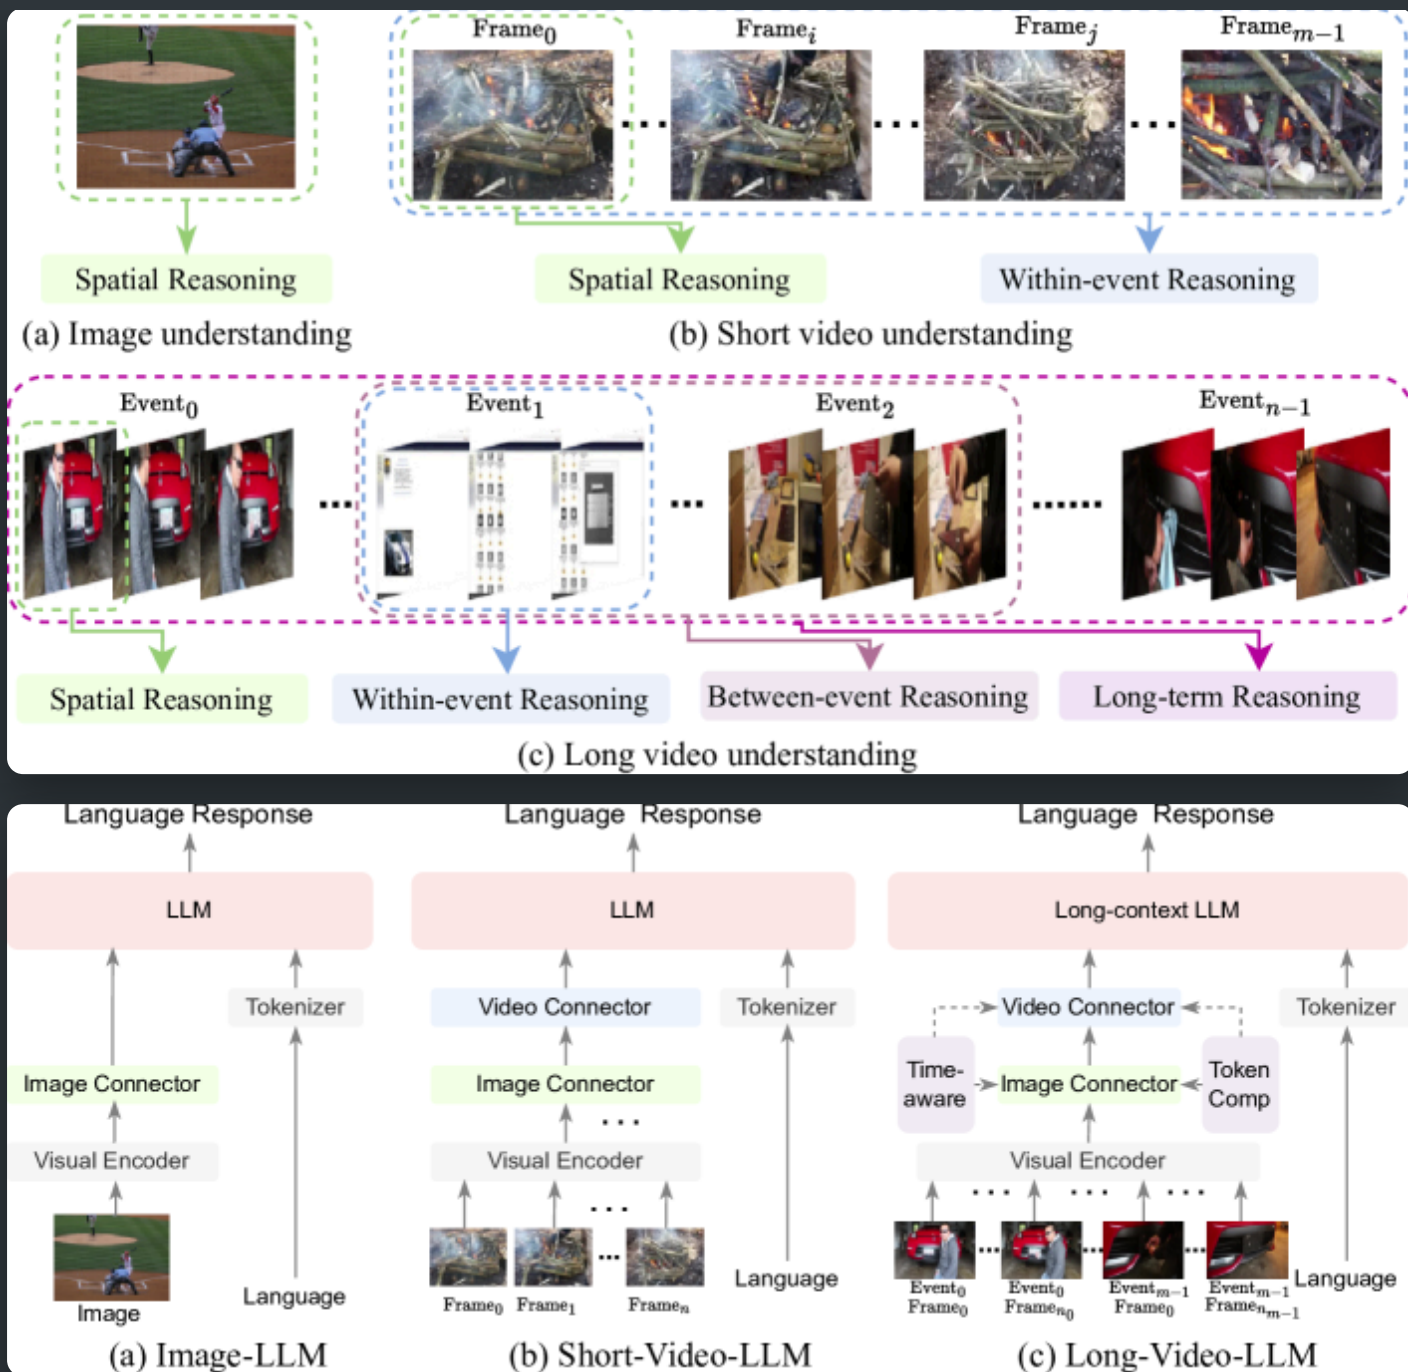 Frame0 Framei Framej Framem−1
Spatial Reasoning Spatial Reasoning Within-event Reasoning
(a) Image understanding (b) Short video understanding
Event0 Event1 Event2 Eventn−1
Spatial Reasoning Within-event Reasoning Between-event Reasoning Long-term Reasoning
(c) Long video understanding
Language Response Language Response Language Response
LLM LLM Long-context LLM
Tokenizer Video Connector Tokenizer Video Connector Tokenizer
Image Connector Image Connector Time-aware Image Connector Token Comp
Visual Encoder Visual Encoder Visual Encoder
Image Language
Frame0 Frame1 Framen Language
Event0 Event0 Eventm−1 Eventm−1 Language
Frame0 Framen0 Frame0 Framenm−1
(a) Image-LLM (b) Short-Video-LLM (c) Long-Video-LLM